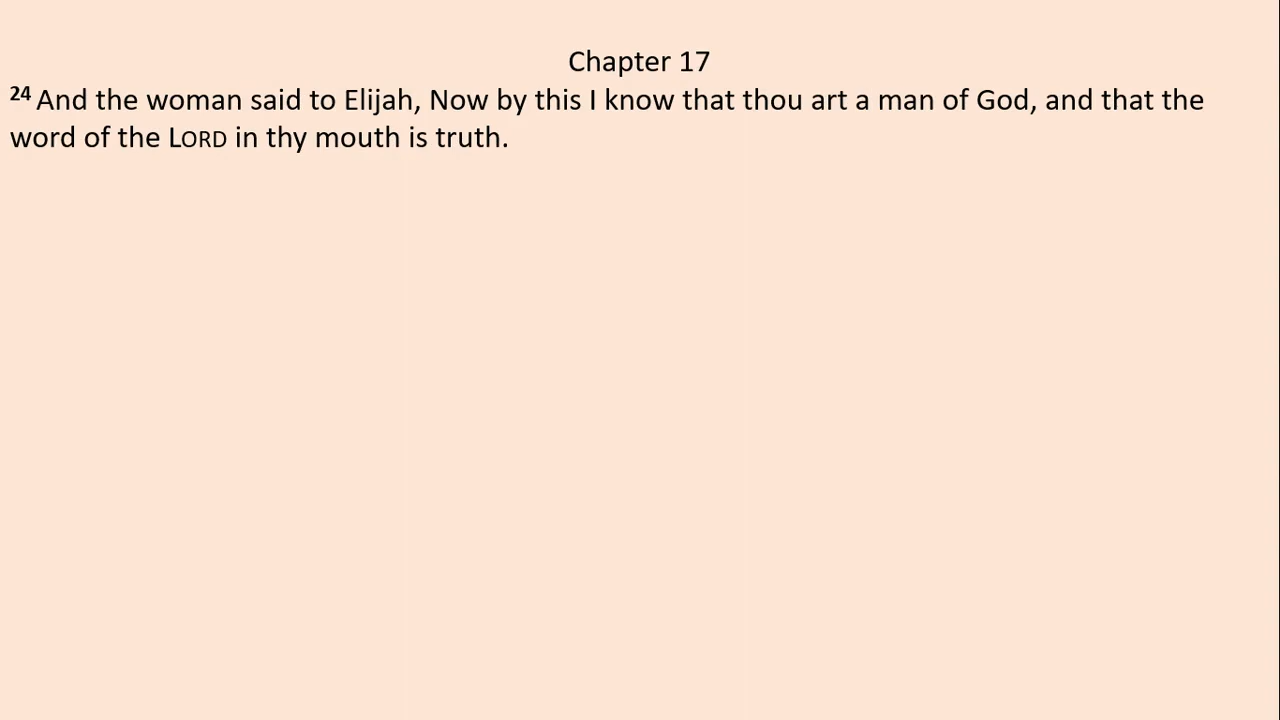 Chapter 17
24 And the woman said to Elijah, Now by this I know that thou art a man of God, and that the
word of the LORD in thy mouth is truth.